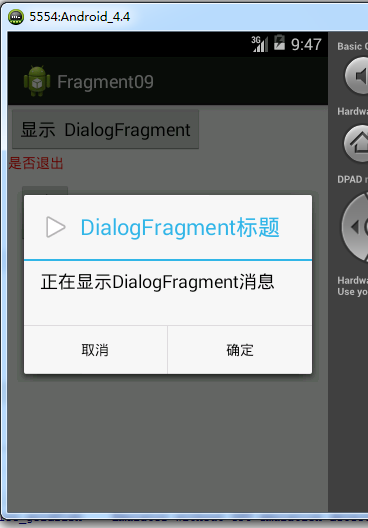 5554:Android_4.4
3G 9:47
Fragment09
显示 DialogFragment
是否退出
DialogFragment标题
正在显示DialogFragment消息
取消 确定
Basic
Hardwa
DPAD
Hardwa
Use yo